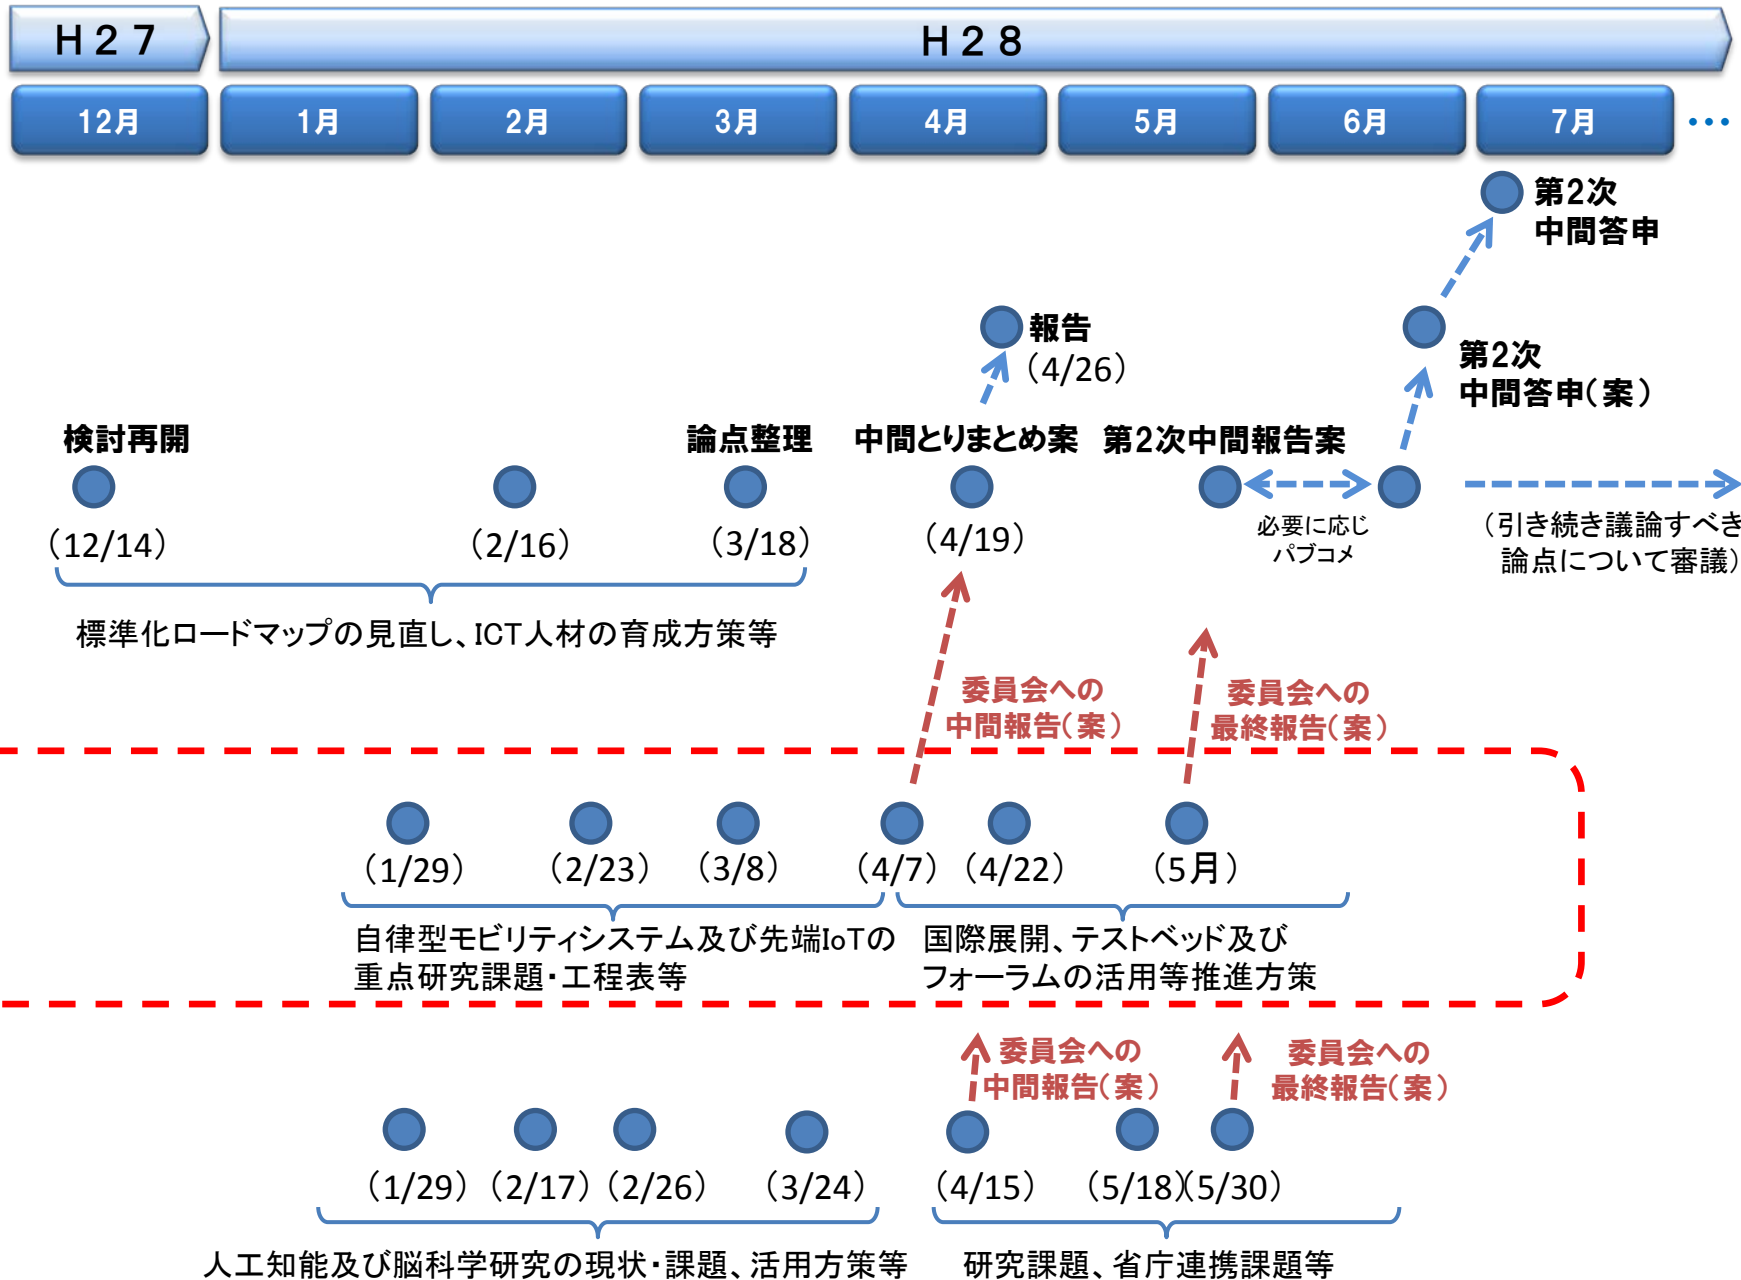 H27
H28
12月
1月
2月
3月
4月
5月
6月
7月
…
第2次
中間答申
報告
（4/26）
第2次
中間答申（案）
検討再開
論点整理
中間とりまとめ案
第2次中間報告案
（12/14）
（2/16）
（3/18）
（4/19）
必要に応じ
パブコメ
（引き続き議論すべき
論点について審議）
標準化ロードマップの見直し、ICT人材の育成方策等
委員会への
中間報告（案）
委員会への
最終報告（案）
（1/29）
（2/23）
（3/8）
（4/7）
（4/22）
（5月）
自律型モビリティシステム及び先端IoTの
重点研究課題・工程表等
国際展開、テストベッド及び
フォーラムの活用等推進方策
委員会への
中間報告（案）
委員会への
最終報告（案）
（1/29）
（2/17）
（2/26）
（3/24）
（4/15）
（5/18）
（5/30）
人工知能及び脳科学研究の現状・課題、活用方策等
研究課題、省庁連携課題等